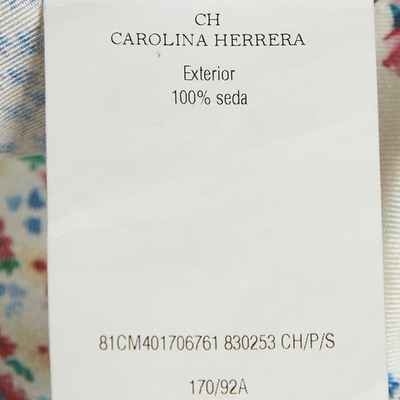 CH
CAROLINA HERRERA
Exterior
100% seda
81CM401706761 830253 CH/P/S
170/92A